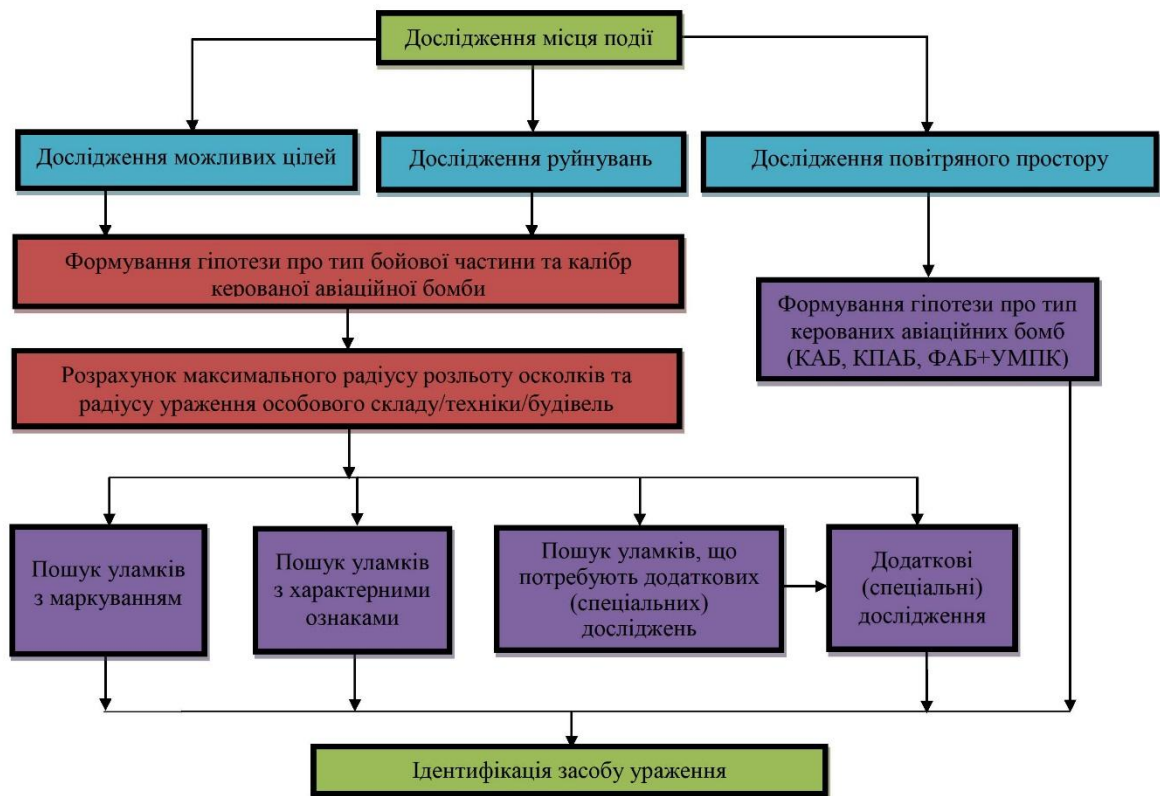 Дослідження місця події
Дослідження можливих цілей
Дослідження руйнувань
Дослідження повітряного простору
Формування гіпотези про тип бойової частини та калібр
керованої авіаційної бомби
Формування гіпотези про тип
керованих авіаційних бомб
(КАБ, КПАБ, ФАБ+УМПК)
Розрахунок максимального радіусу розльоту осколків та
радіусу ураження особового складу/техніки/будівель
Пошук уламків
з маркуванням
Пошук уламків
з характерними
ознаками
Пошук уламків, що
потребують додаткових
(спеціальних)
досліджень
Додаткові
(спеціальні)
дослідження
Ідентифікація засобу ураження